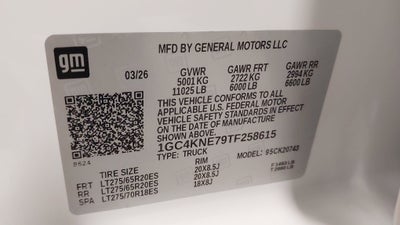 gm
MFD BY GENERAL MOTORS LLC
03/26 GVWR GAWR FRT GAWR RR
5001 KG 2722 KG 2994 KG
11025 LB 6000 LB 6600 LB
THIS VEHICLE CONFORMS TO ALL
APPLICABLE U.S. FEDERAL MOTOR
VEHICLE SAFETY STANDARDS IN EFFECT
ON THE DATE OF MANUFACTURE
SHOWN ABOVE.
1GC4KNE79TF258615
TYPE: TRUCK MODEL: 95CK20743
TIRE SIZE RIM
FRT LT275/65R20ES 20X8.5J
RR LT275/65R20ES 20X8.5J
SPA LT275/70R18ES 18X8J